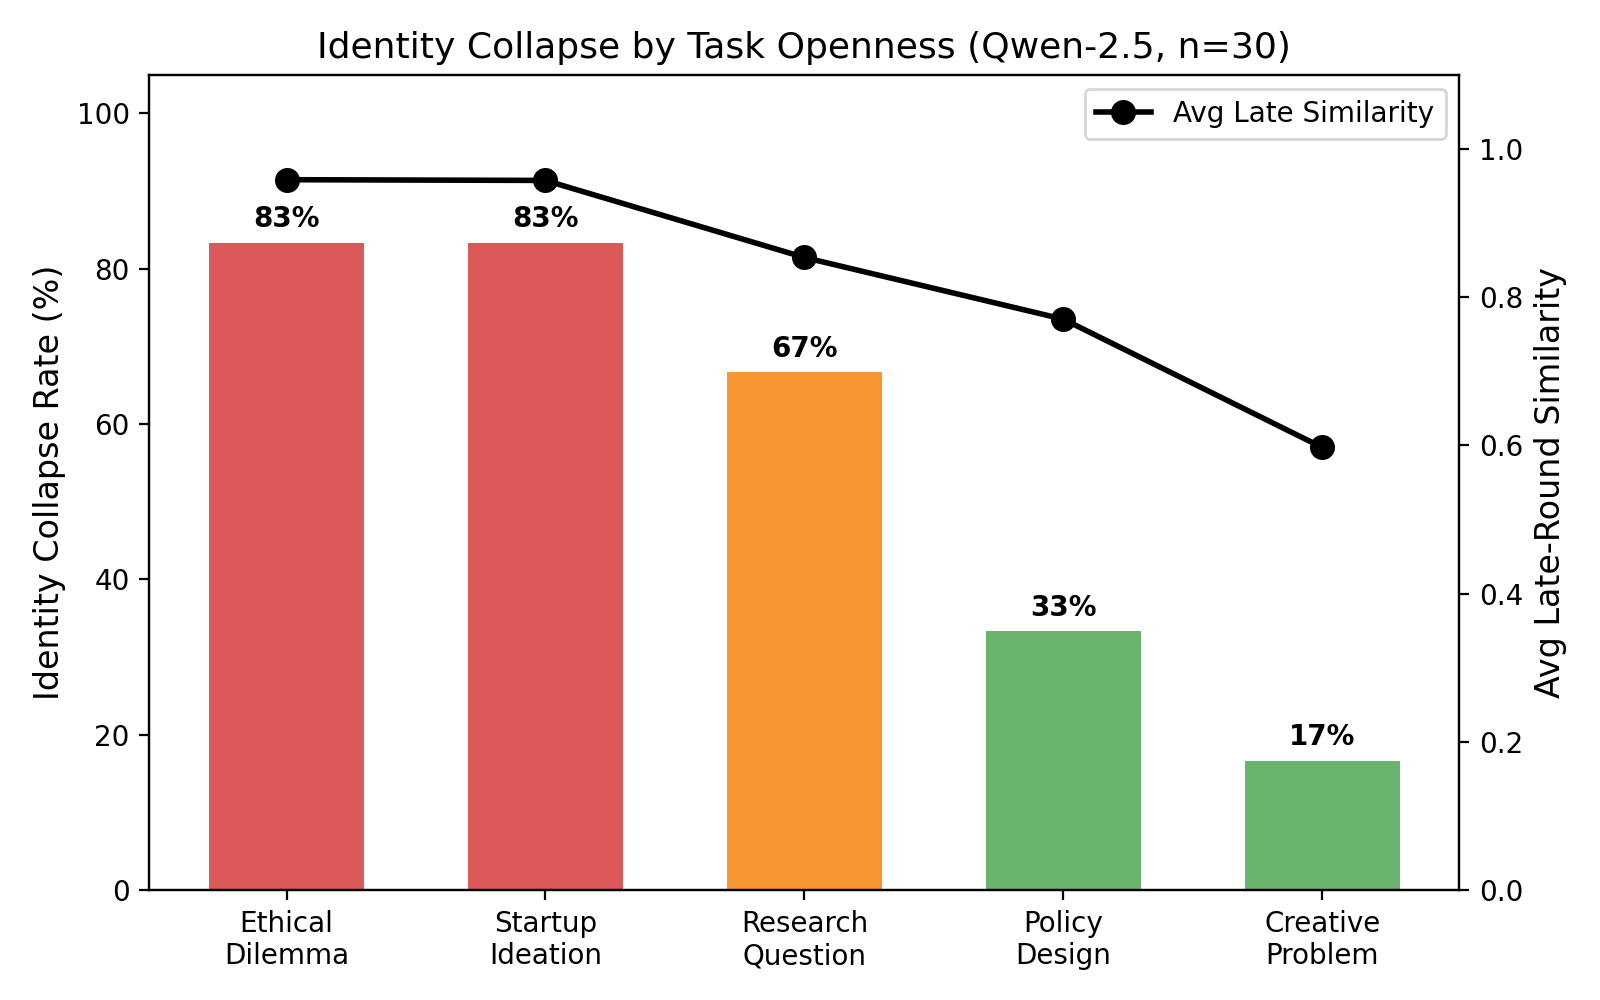 Identity Collapse by Task Openness (Qwen-2.5, n=30)
Avg Late Similarity
Identity Collapse Rate (%)
100
80
60
40
20
0
83%
83%
67%
33%
17%
1.0
0.8
0.6
0.4
0.2
0.0
Avg Late-Round Similarity
Ethical
Dilemma
Startup
Ideation
Research
Question
Policy
Design
Creative
Problem